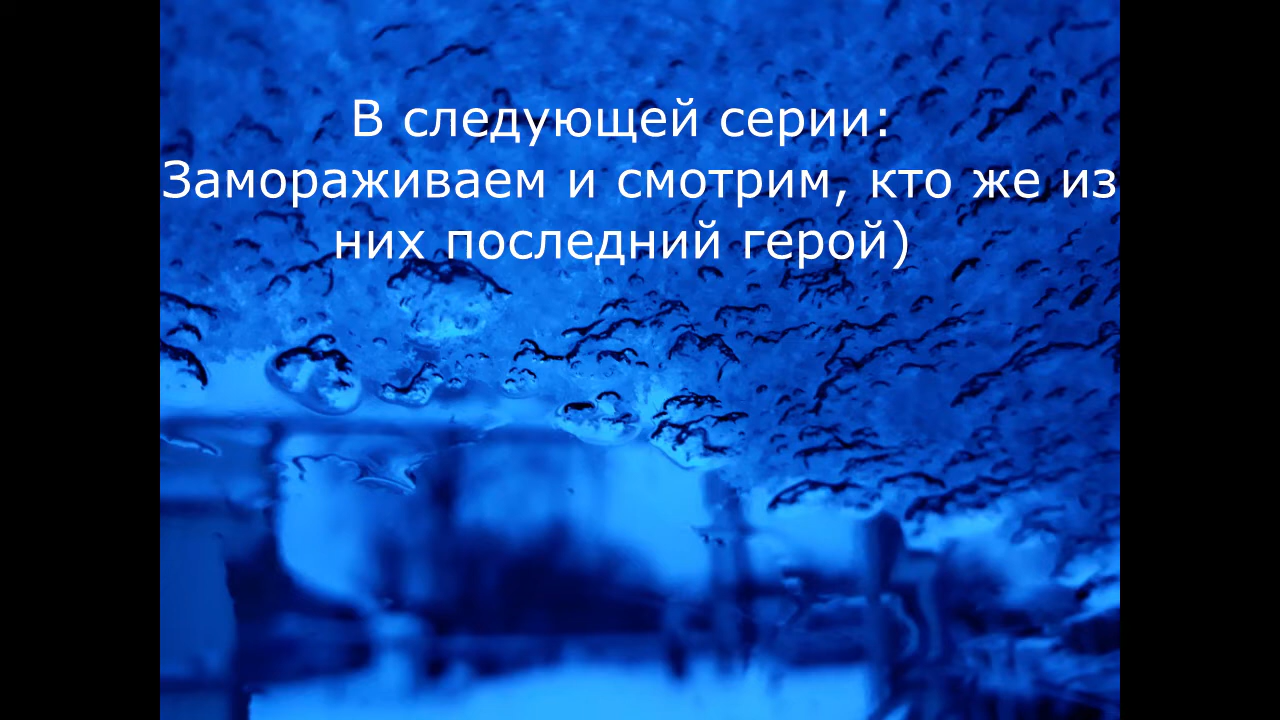 В следующей серии:
Замораживаем и смотрим, кто же из
них последний герой)